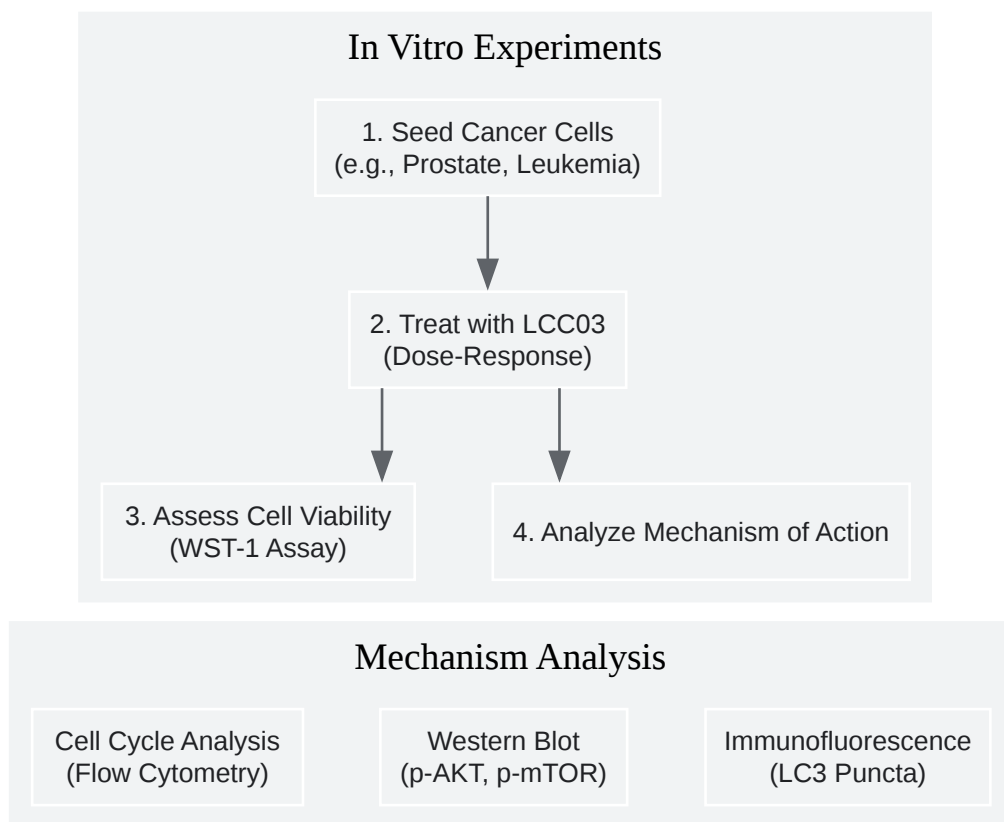 In Vitro Experiments
1. Seed Cancer Cells
(e.g., Prostate, Leukemia)
2. Treat with LCC03
(Dose-Response)
3. Assess Cell Viability
(WST-1 Assay)
4. Analyze Mechanism of Action
Mechanism Analysis
Cell Cycle Analysis
(Flow Cytometry)
Western Blot
(p-AKT, p-mTOR)
Immunofluorescence
(LC3 Puncta)